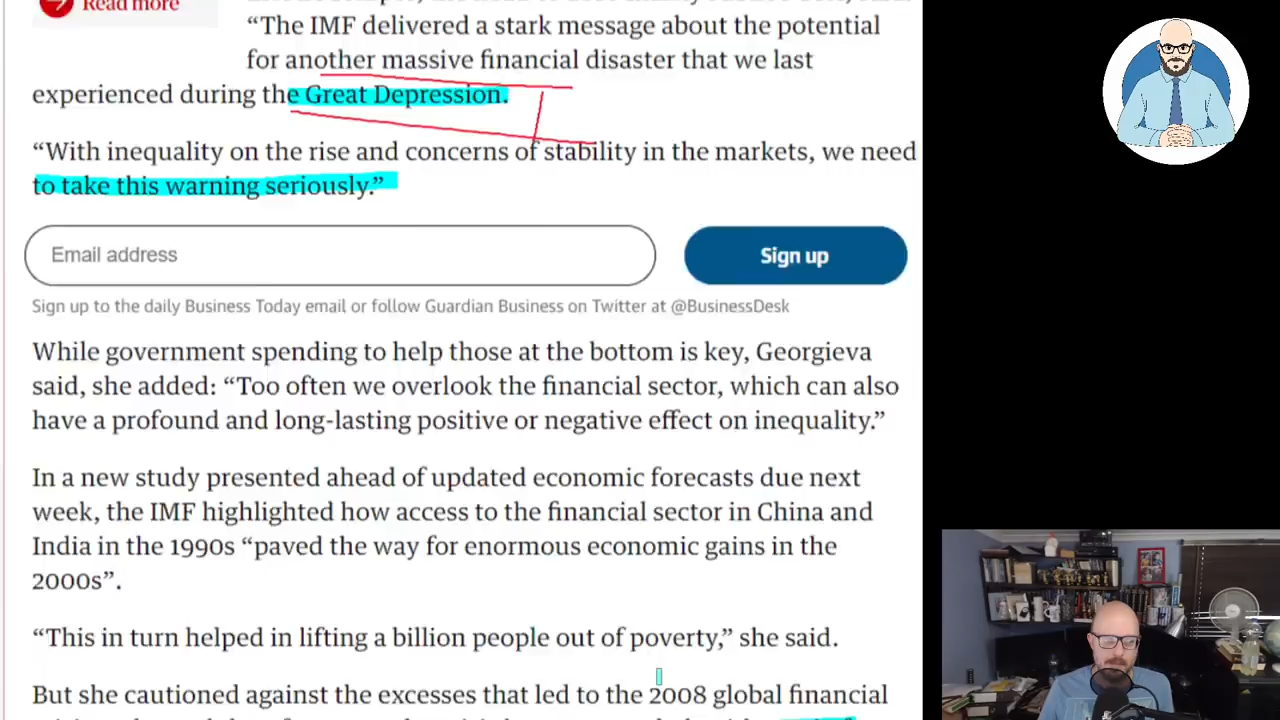 Read more
“The IMF delivered a stark message about the potential
for another massive financial disaster that we last
experienced during the Great Depression.
“With inequality on the rise and concerns of stability in the markets, we need
to take this warning seriously.”
Email address
Sign up
Sign up to the daily Business Today email or follow Guardian Business on Twitter at @BusinessDesk
While government spending to help those at the bottom is key, Georgieva
said, she added: “Too often we overlook the financial sector, which can also
have a profound and long-lasting positive or negative effect on inequality.”
In a new study presented ahead of updated economic forecasts due next
week, the IMF highlighted how access to the financial sector in China and
India in the 1990s “paved the way for enormous economic gains in the
2000s”.
“This in turn helped in lifting a billion people out of poverty,” she said.
But she cautioned against the excesses that led to the 2008 global financial